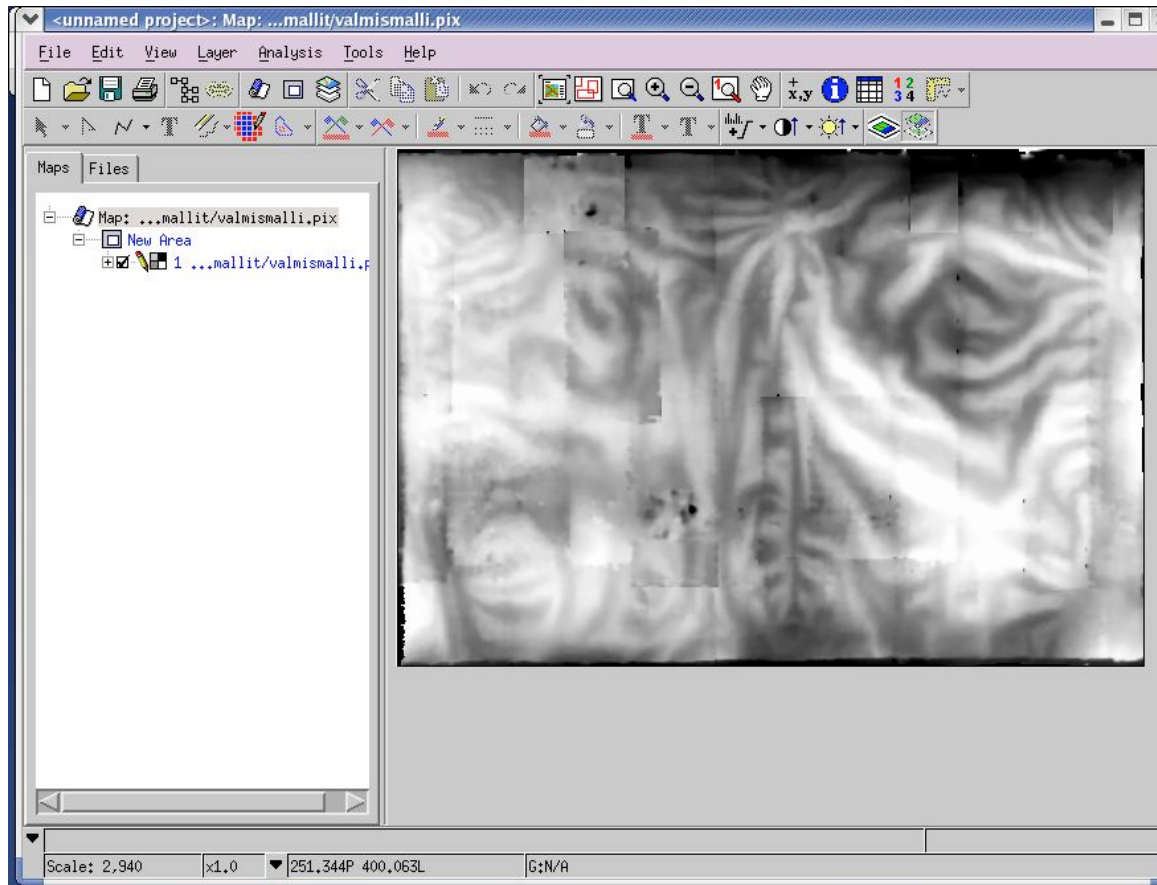 <unnamed project>: Map: ...mallit/valmismalli.pix
File Edit View Layer Analysis Tools Help
Maps Files
Map: ...mallit/valmismalli.pix
New Area
1 ...mallit/valmismalli.p
Scale: 2,940 x1.0 251.344P 400.063L G:N/A